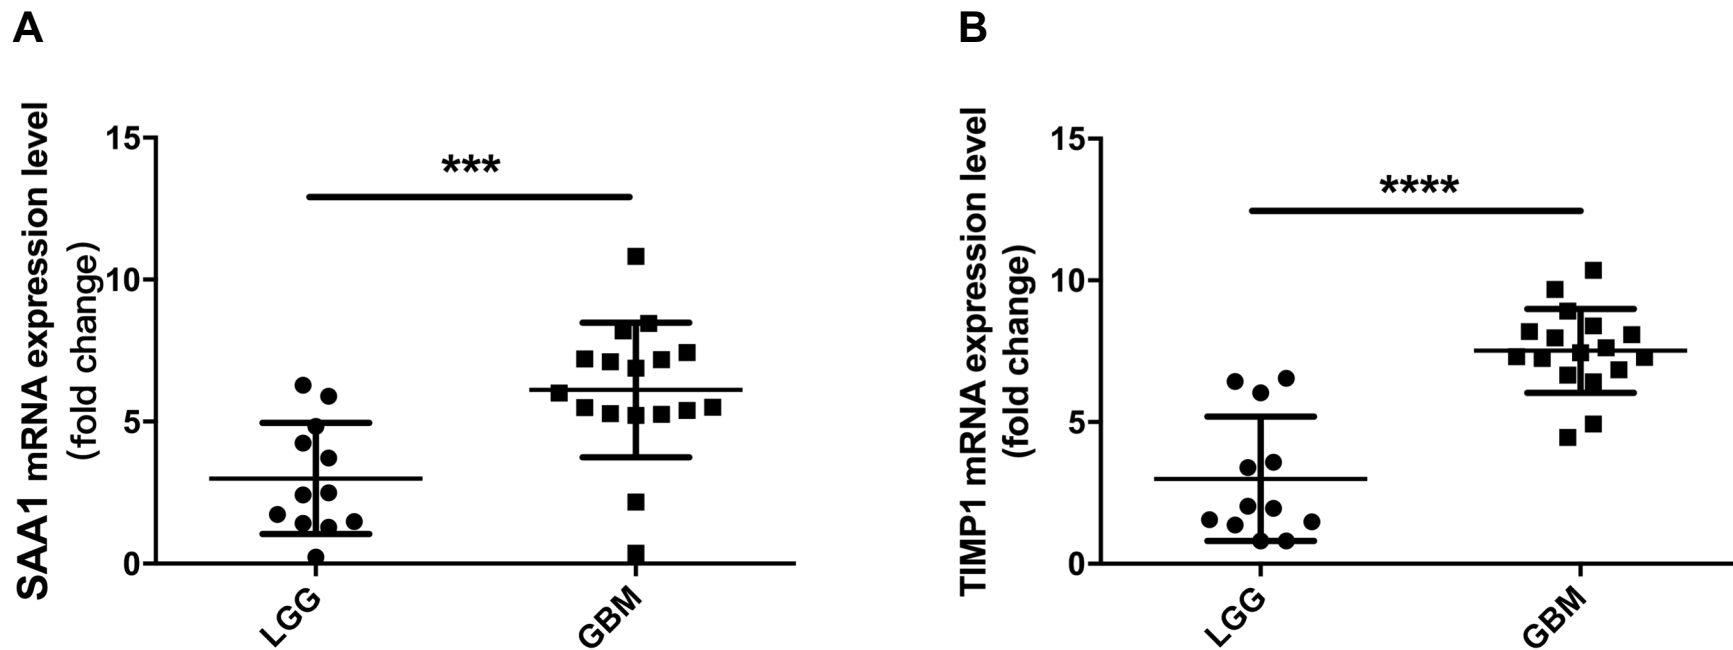 A
SAA1 mRNA expression level
(fold change)
15
10
5
0
***
LGG
GBM
B
TIMP1 mRNA expression level
(fold change)
15
10
5
0
****
LGG
GBM